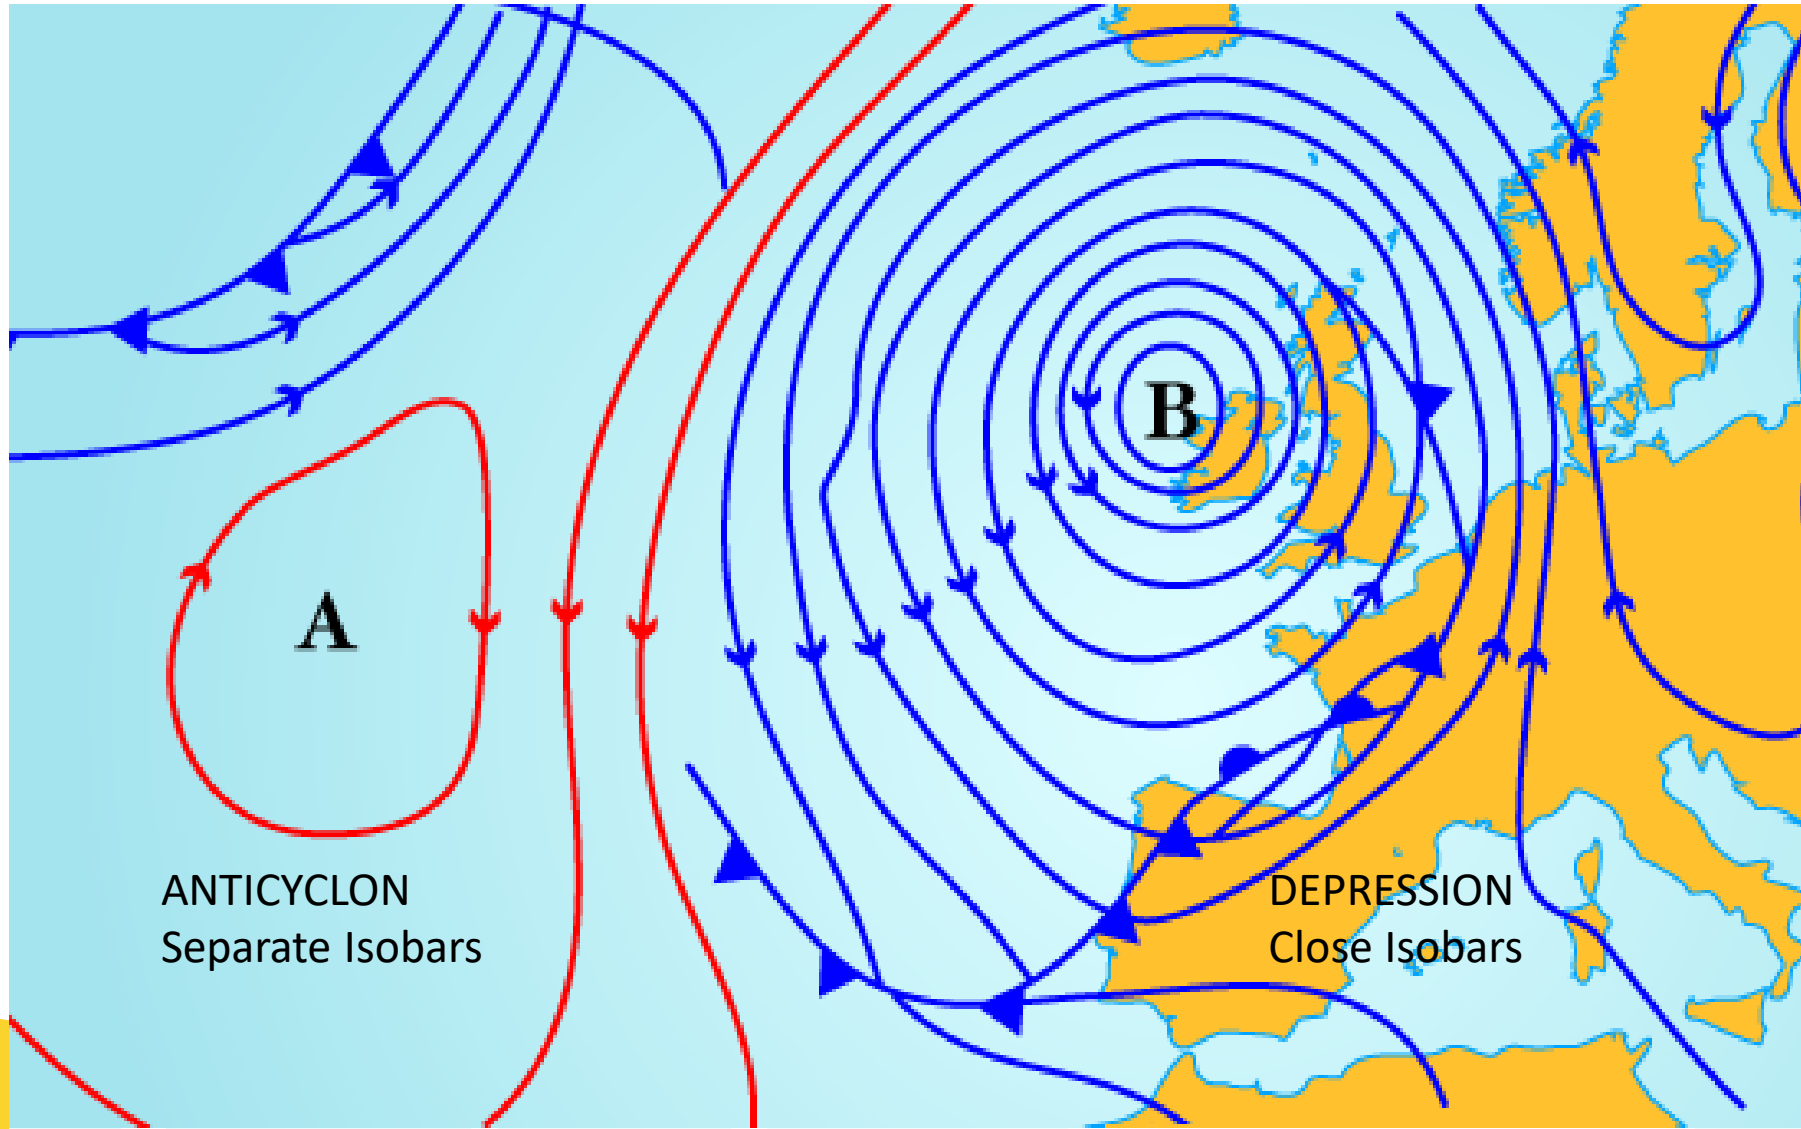 B
A
ANTICYCLON
Separate Isobars
DEPRESSION
Close Isobars